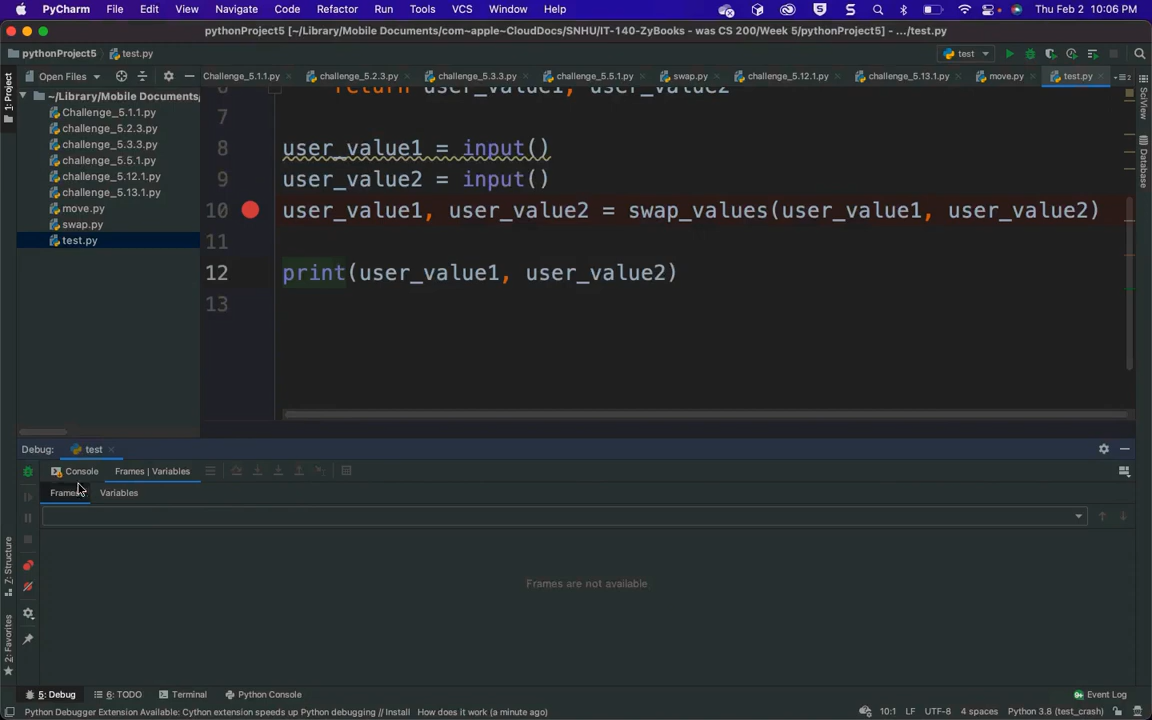 PyCharm File Edit View Navigate Code Refactor Run Tools VCS Window Help Thu Feb 2 10:06 PM
pythonProject5 [~/Library/Mobile Documents/com~apple~CloudDocs/SNHU/IT-140-ZyBooks - was CS 200/Week 5/pythonProject5] - .../test.py
pythonProject5 test.py test
1: Project
Open Files Challenge_5.1.1.py challenge_5.2.3.py challenge_5.3.3.py challenge_5.5.1.py swap.py challenge_5.12.1.py challenge_5.13.1.py move.py test.py
~/Library/Mobile Documents/
Challenge_5.1.1.py
challenge_5.2.3.py
challenge_5.3.3.py
challenge_5.5.1.py
challenge_5.12.1.py
challenge_5.13.1.py
move.py
swap.py
test.py
6 return user_value1, user_value2
7
8 user_value1 = input()
9 user_value2 = input()
10 user_value1, user_value2 = swap_values(user_value1, user_value2)
11
12 print(user_value1, user_value2)
13
SciView
Database
Debug: test
Console Frames | Variables
Frames Variables
Frames are not available
Z: Structure
2: Favorites
5: Debug 6: TODO Terminal Python Console Event Log
Python Debugger Extension Available: Cython extension speeds up Python debugging // Install How does it work (a minute ago) 10:1 LF UTF-8 4 spaces Python 3.8 (test_crash)